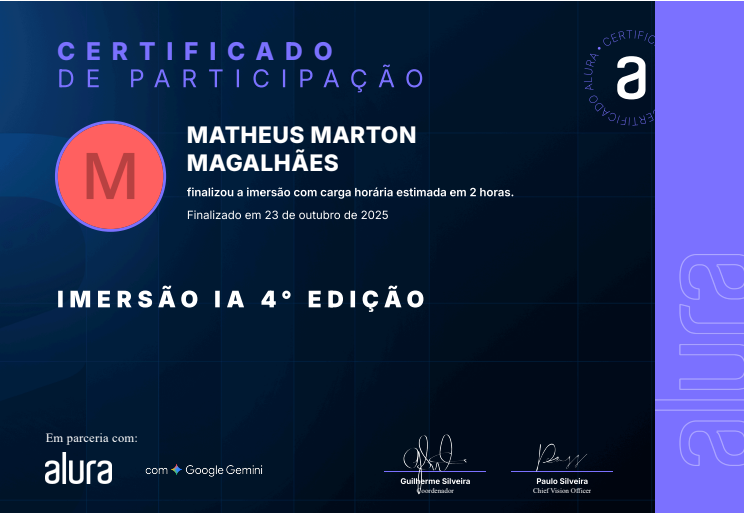 CERTIFICADO
DE PARTICIPAÇÃO
CERTIFICADO ALURA • CERTIFIC
a
M
MATHEUS MARTON
MAGALHÃES
finalizou a imersão com carga horária estimada em 2 horas.
Finalizado em 23 de outubro de 2025
IMERSÃO IA 4° EDIÇÃO
Em parceria com:
alura
com Google Gemini
Guilherme Silveira
Coordenador
Paulo Silveira
Chief Vision Officer
alura